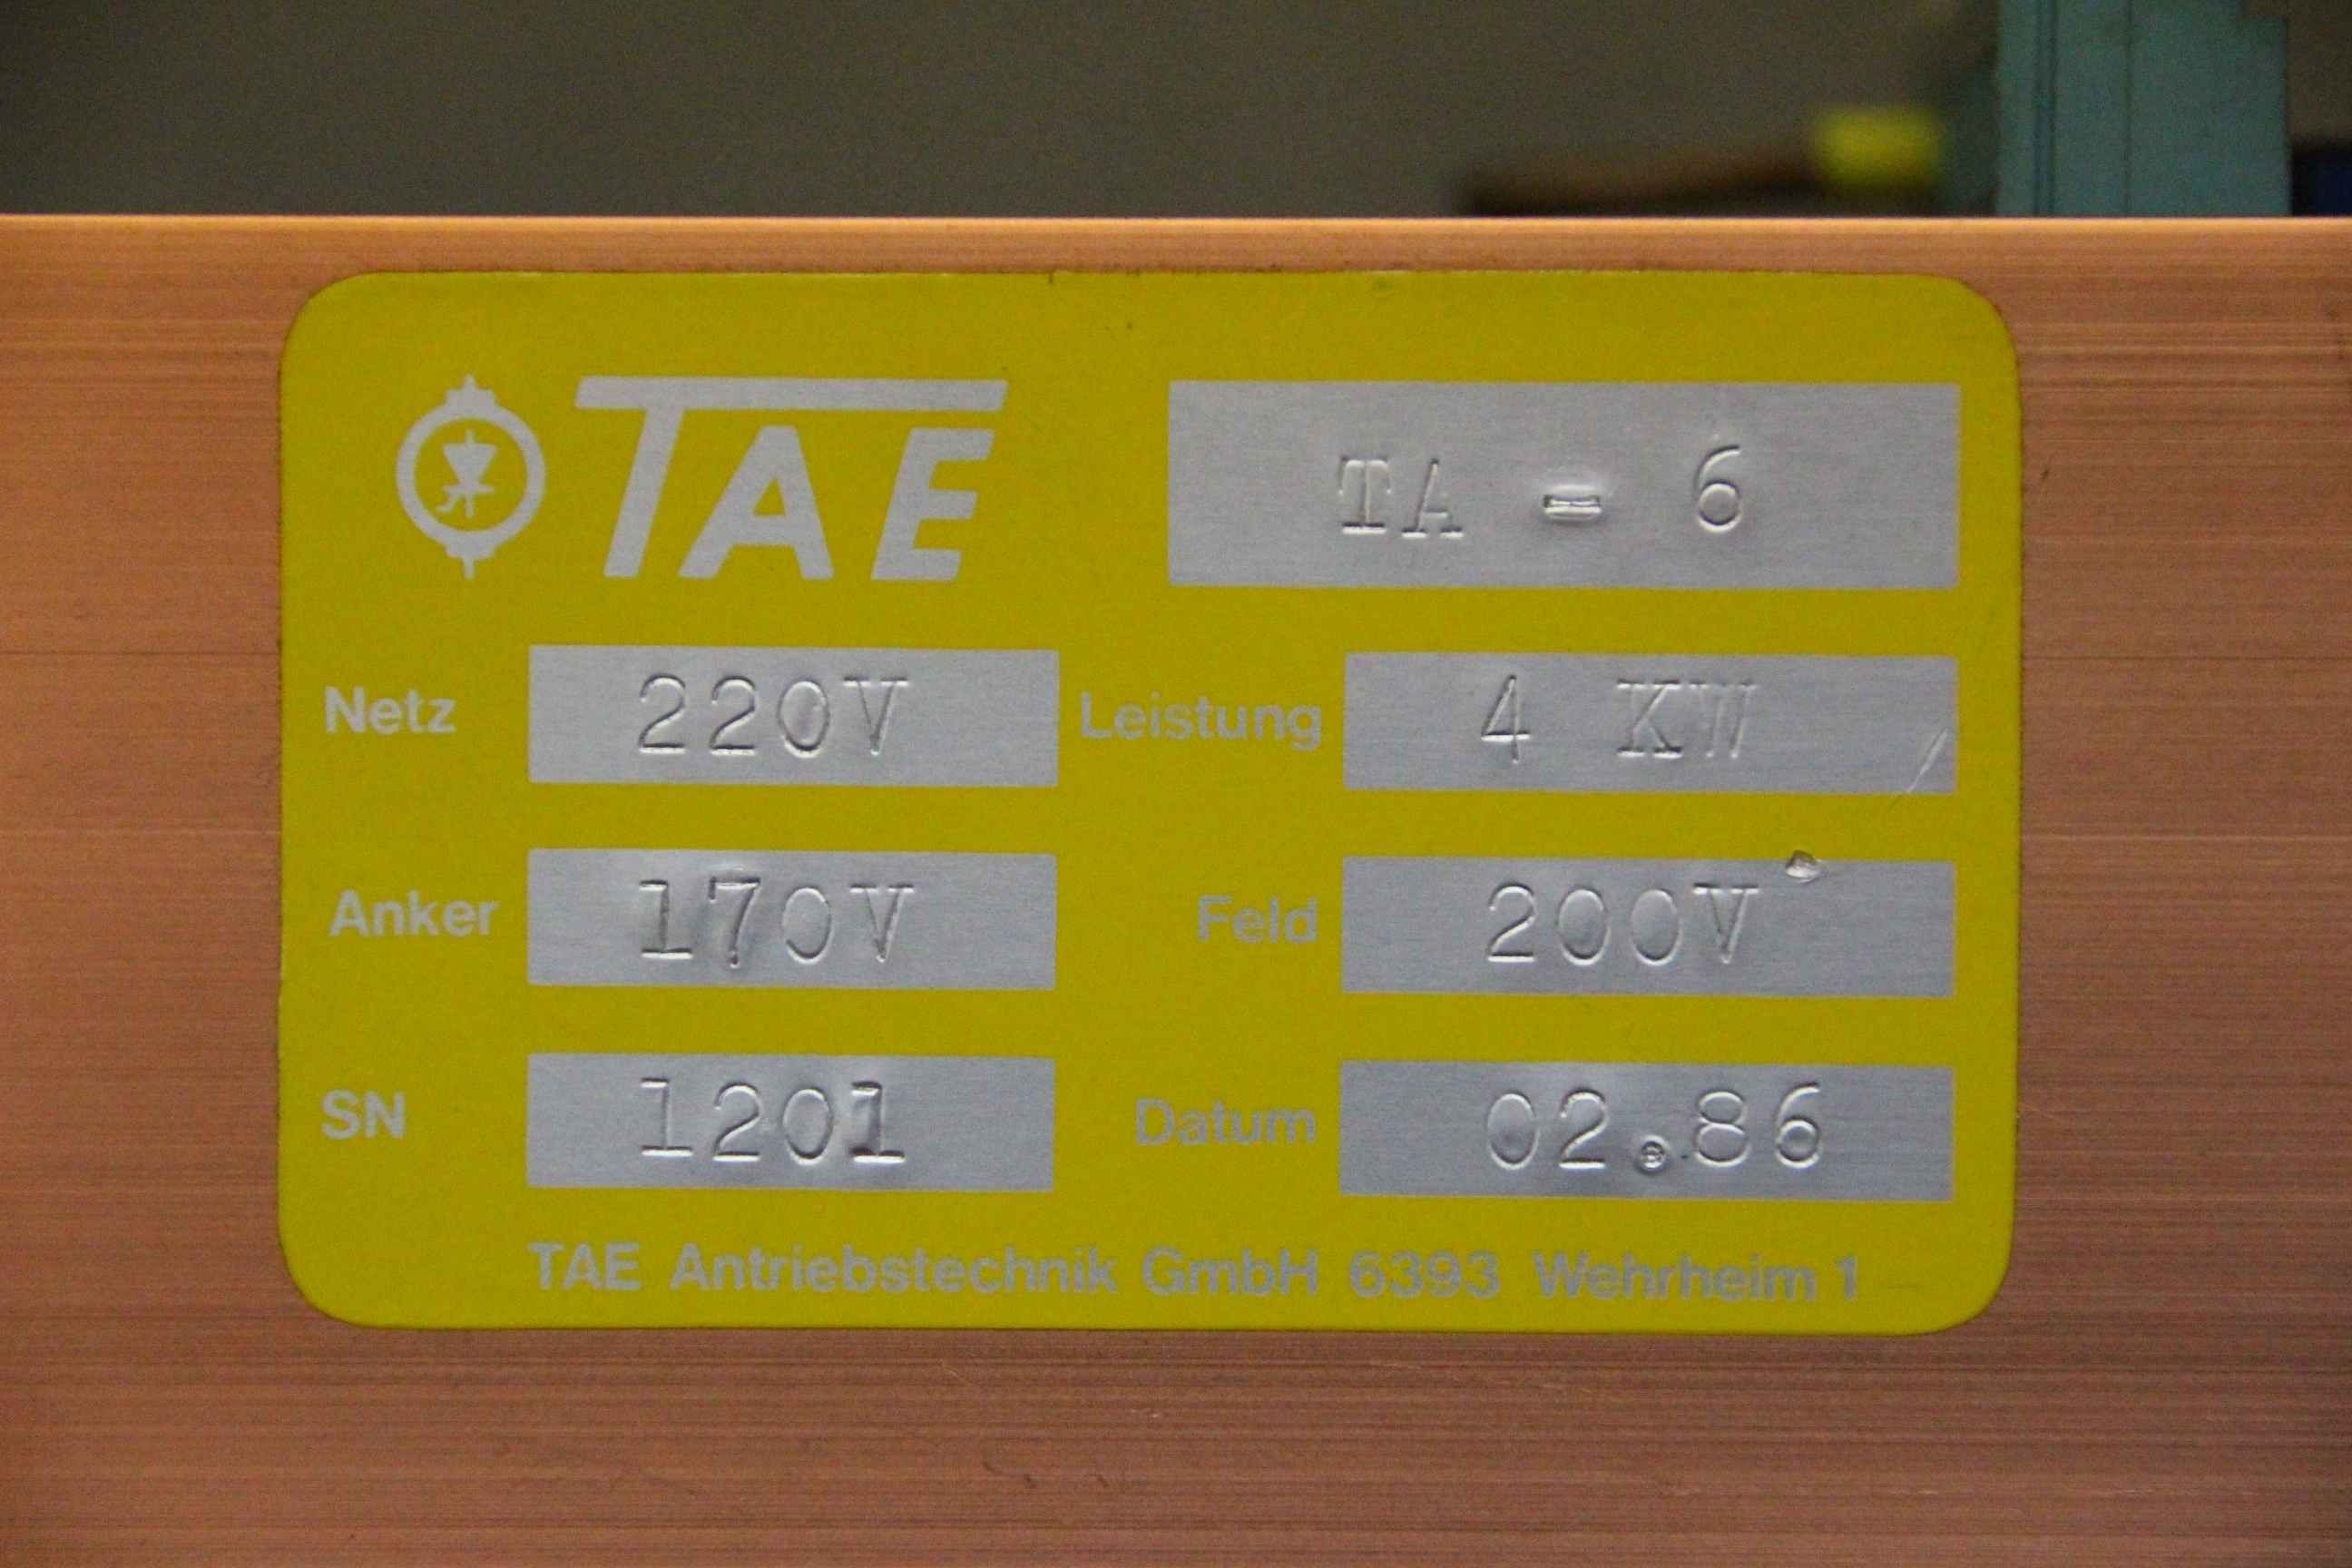 TAE TA - 6
Netz 220V Leistung 4 KW
Anker 170V Feld 200V
SN 1201 Datum 02.86
TAE Antriebstechnik GmbH 6393 Wehrheim 1